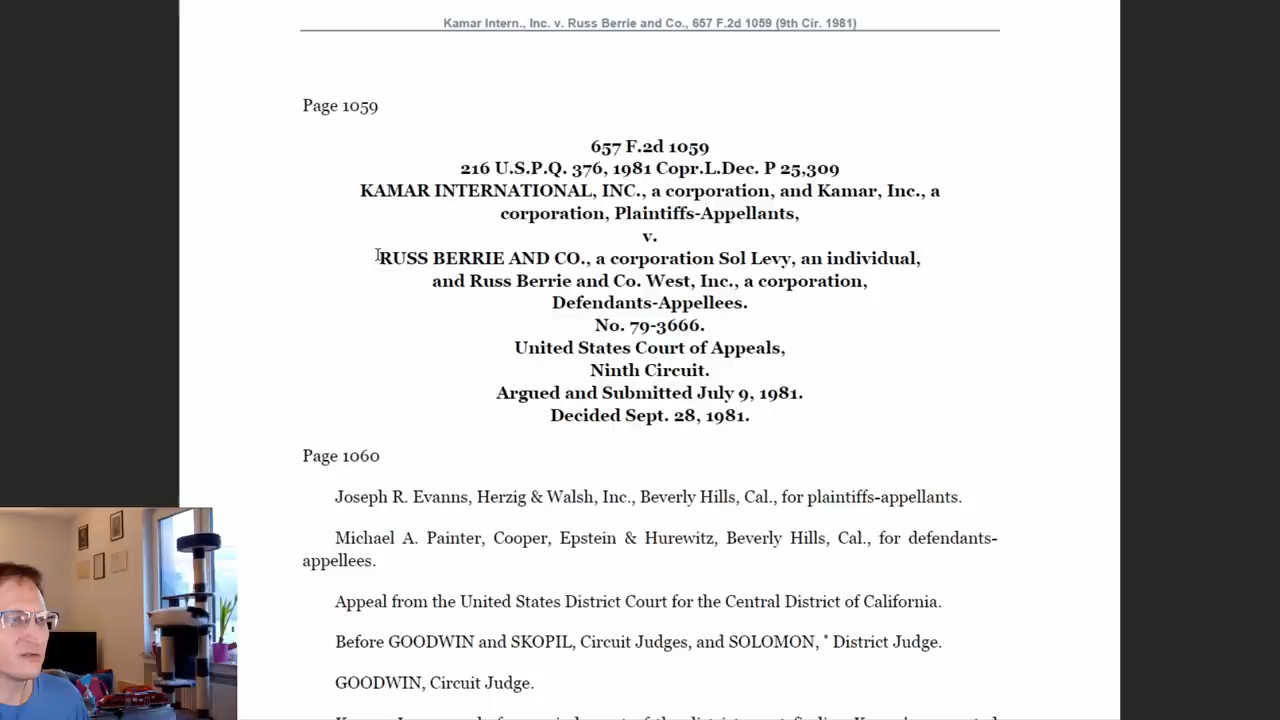 Kamar Intern., Inc. v. Russ Berrie and Co., 657 F.2d 1059 (9th Cir. 1981)
Page 1059
657 F.2d 1059
216 U.S.P.Q. 376, 1981 Copr.L.Dec. P 25,309
KAMAR INTERNATIONAL, INC., a corporation, and Kamar, Inc., a
corporation, Plaintiffs-Appellants,
v.
RUSS BERRIE AND CO., a corporation Sol Levy, an individual,
and Russ Berrie and Co. West, Inc., a corporation,
Defendants-Appellees.
No. 79-3666.
United States Court of Appeals,
Ninth Circuit.
Argued and Submitted July 9, 1981.
Decided Sept. 28, 1981.
Page 1060
Joseph R. Evanns, Herzig & Walsh, Inc., Beverly Hills, Cal., for plaintiffs-appellants.
Michael A. Painter, Cooper, Epstein & Hurewitz, Beverly Hills, Cal., for defendants-
appellees.
Appeal from the United States District Court for the Central District of California.
Before GOODWIN and SKOPIL, Circuit Judges, and SOLOMON, * District Judge.
GOODWIN, Circuit Judge.